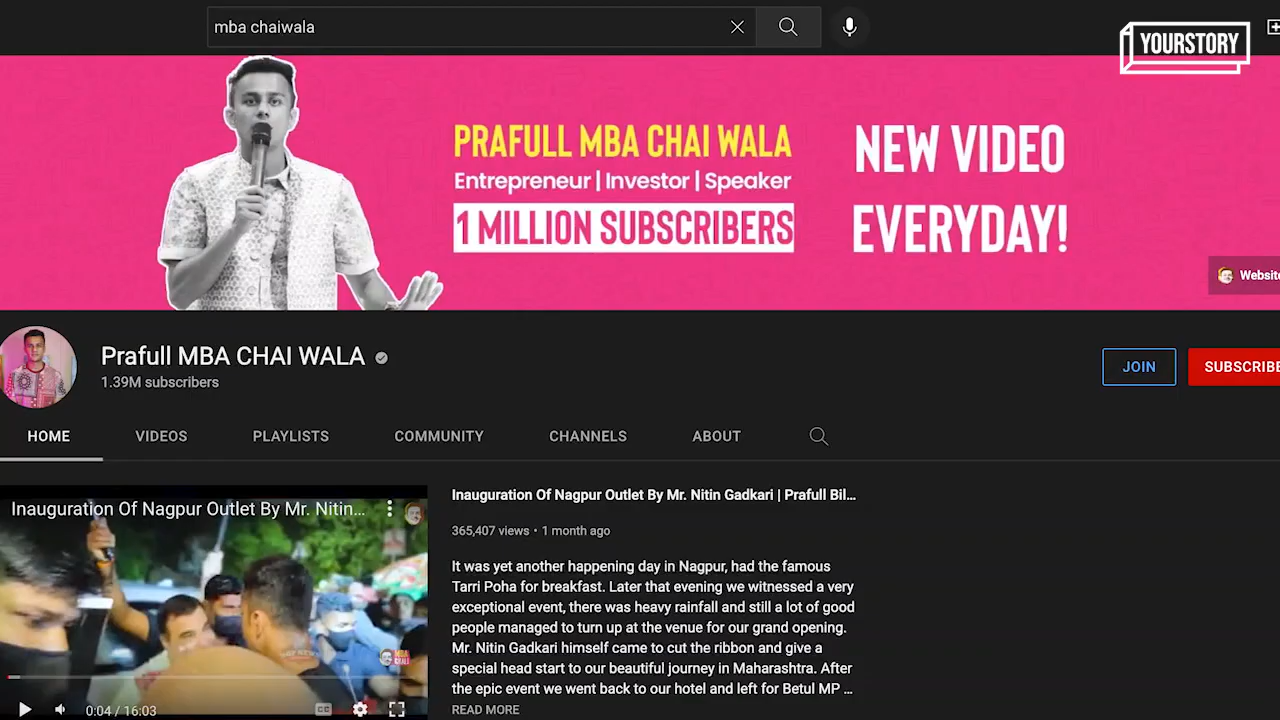 mba chaiwala
YOURSTORY
PRAFULL MBA CHAI WALA
Entrepreneur | Investor | Speaker
1 MILLION SUBSCRIBERS
NEW VIDEO
EVERYDAY!
Website
Prafull MBA CHAI WALA
1.39M subscribers
JOIN
SUBSCRIBE
HOME
VIDEOS
PLAYLISTS
COMMUNITY
CHANNELS
ABOUT
Inauguration Of Nagpur Outlet By Mr. Nitin...
MBA
CC
0:04 / 16:03
Inauguration Of Nagpur Outlet By Mr. Nitin Gadkari | Prafull Bil...
365,407 views • 1 month ago
It was yet another happening day in Nagpur, had the famous
Tarri Poha for breakfast. Later that evening we witnessed a very
exceptional event, there was heavy rainfall and still a lot of good
people managed to turn up at the venue for our grand opening.
Mr. Nitin Gadkari himself came to cut the ribbon and give a
special head start to our beautiful journey in Maharashtra. After
the epic event we went back to our hotel and left for Betul MP ...
READ MORE